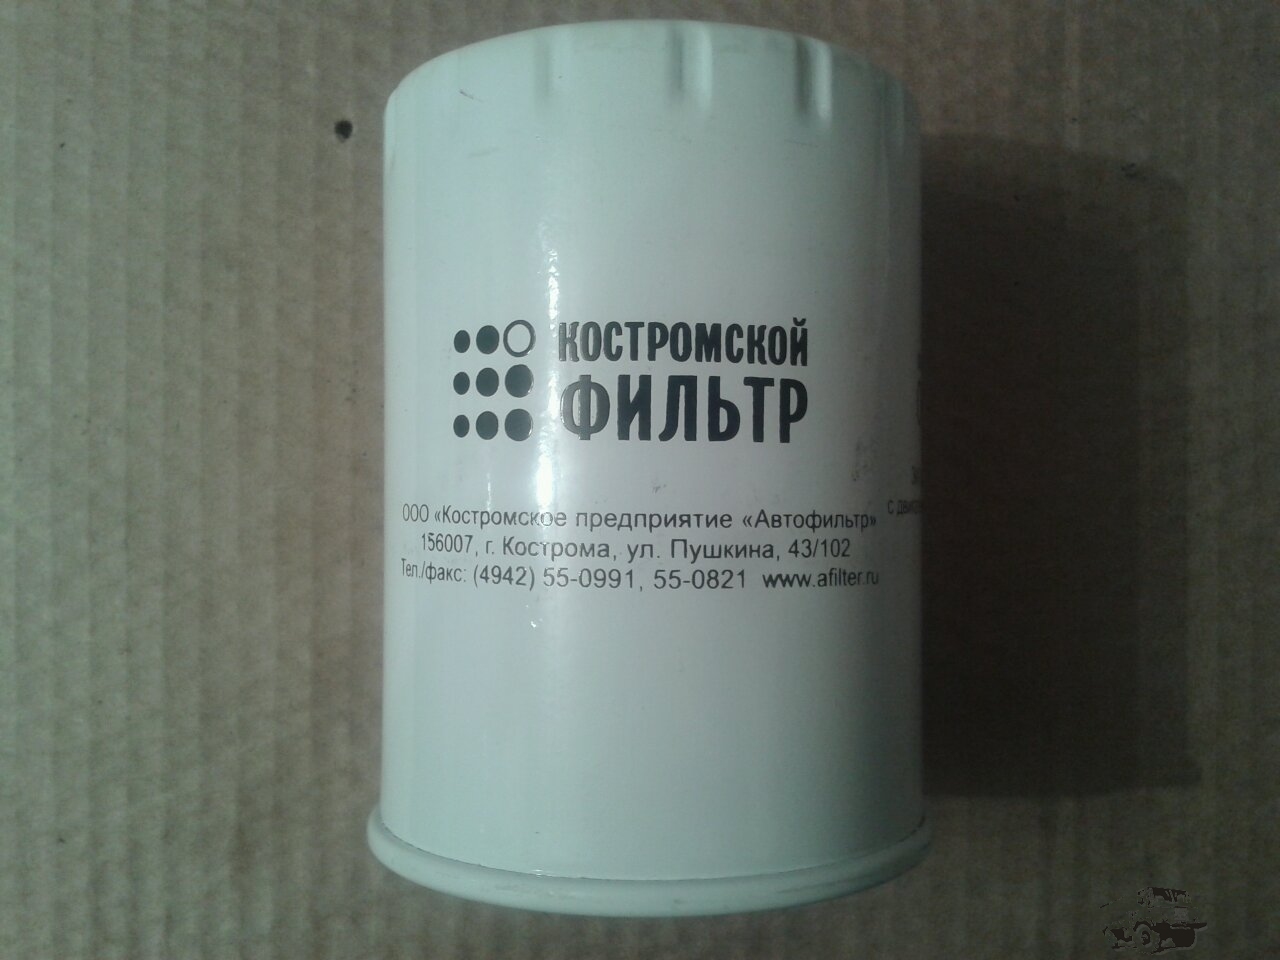 КОСТРОМСКОЙ
ФИЛЬТР
ООО «Костромское предприятие «Автофильтр»
156007, г. Кострома, ул. Пушкина, 43/102
Тел./факс: (4942) 55-0991, 55-0821 www.afilter.ru
с